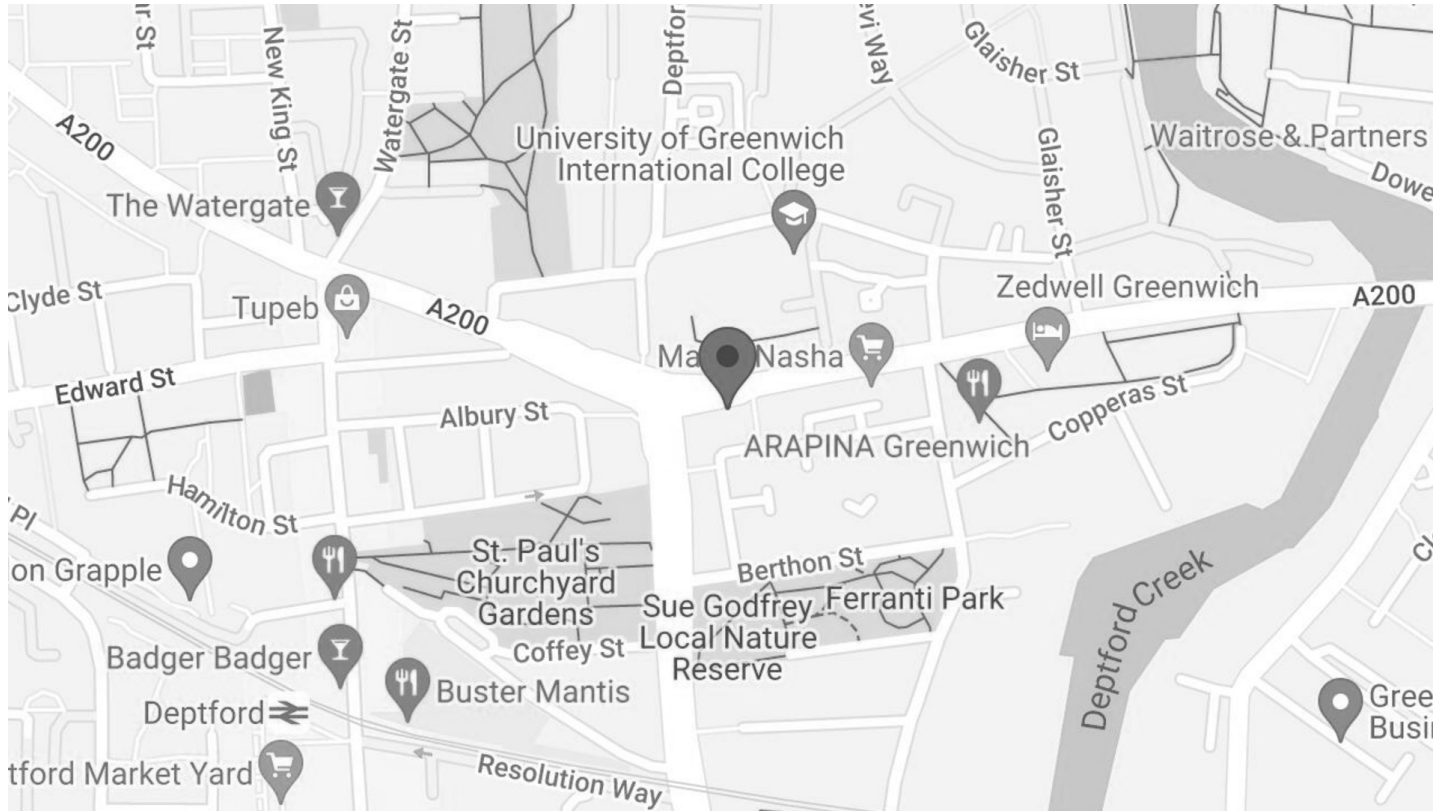 New King St
Watergate St
Glaisher St
A200
University of Greenwich
International College
Glaisher St
Waitrose & Partners
The Watergate
Clyde St
Tupeb
A200
Zedwell Greenwich
A200
Nasha
Edward St
Albury St
Copperas St
ARAPINA Greenwich
Hamilton St
Pl
on Grapple
St. Paul's
Churchyard
Gardens
Berthon St
Sue Godfrey
Local Nature
Reserve
Ferranti Park
Deptford Creek
Coffey St
Badger Badger
Buster Mantis
Deptford
Gree
Busi
tford Market Yard
Resolution Way